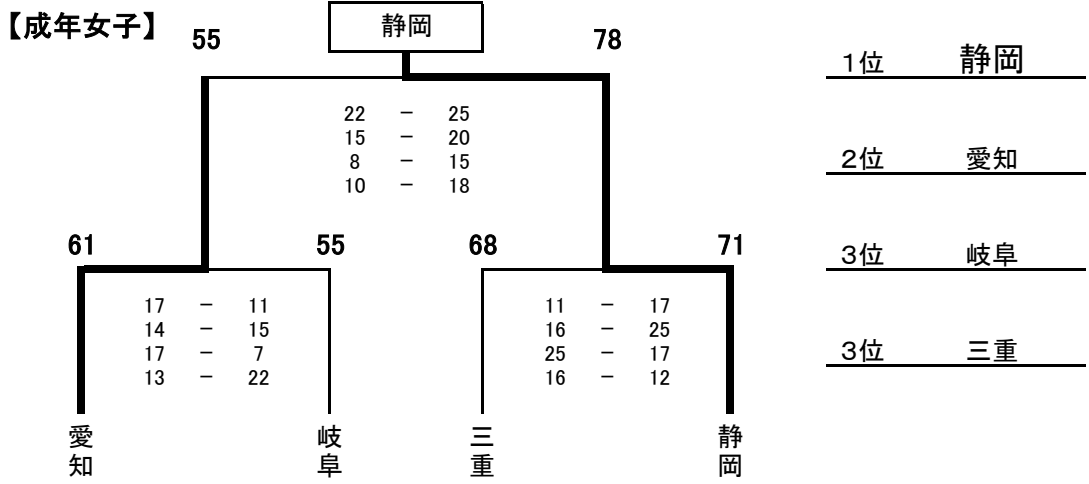 【成年女子】
静岡
55
78
22 － 25
15 － 20
8 － 15
10 － 18
61
55
68
71
17 － 11
14 － 15
17 － 7
13 － 22
11 － 17
16 － 25
25 － 17
16 － 12
愛知
岐阜
三重
静岡
1位 静岡
2位 愛知
3位 岐阜
3位 三重